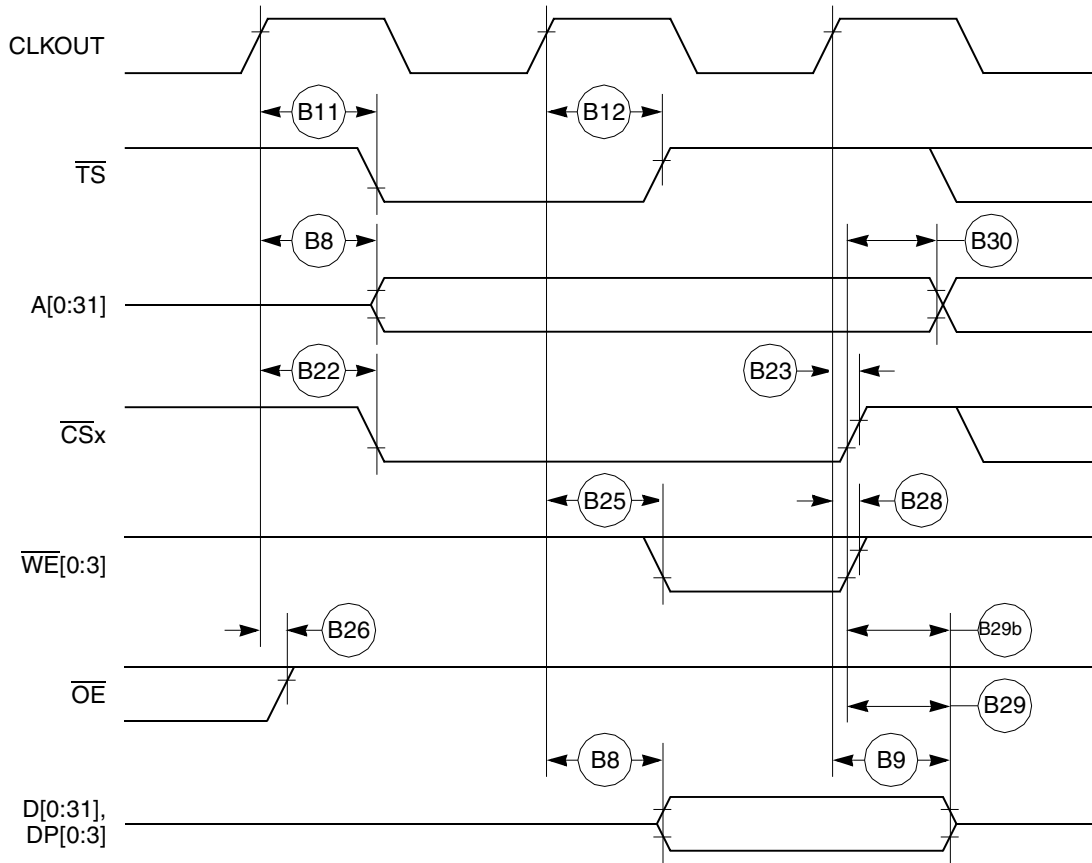 CLKOUT
B11
B12
TS
B8
B30
A[0:31]
B22
B23
CSx
B25
B28
WE[0:3]
B26
B29b
OE
B29
B8
B9
D[0:31],
DP[0:3]